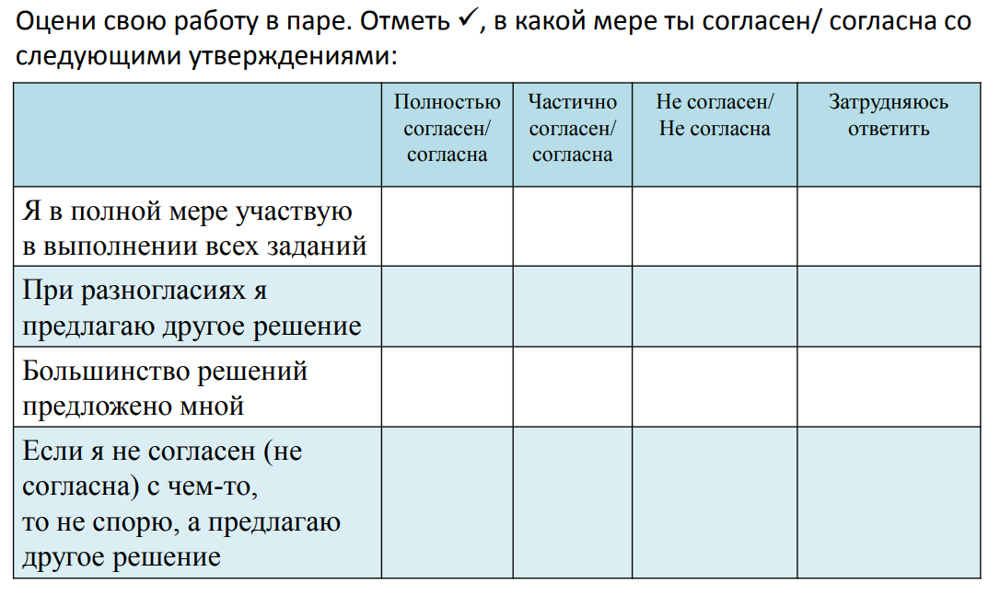 Оцени свою работу в паре. Отметь ✓, в какой мере ты согласен/ согласна со
следующими утверждениями:
Полностью
согласен/
согласна
Частично
согласен/
согласна
Не согласен/
Не согласна
Затрудняюсь
ответить
Я в полной мере участвую
в выполнении всех заданий
При разногласиях я
предлагаю другое решение
Большинство решений
предложено мной
Если я не согласен (не
согласна) с чем-то,
то не спорю, а предлагаю
другое решение